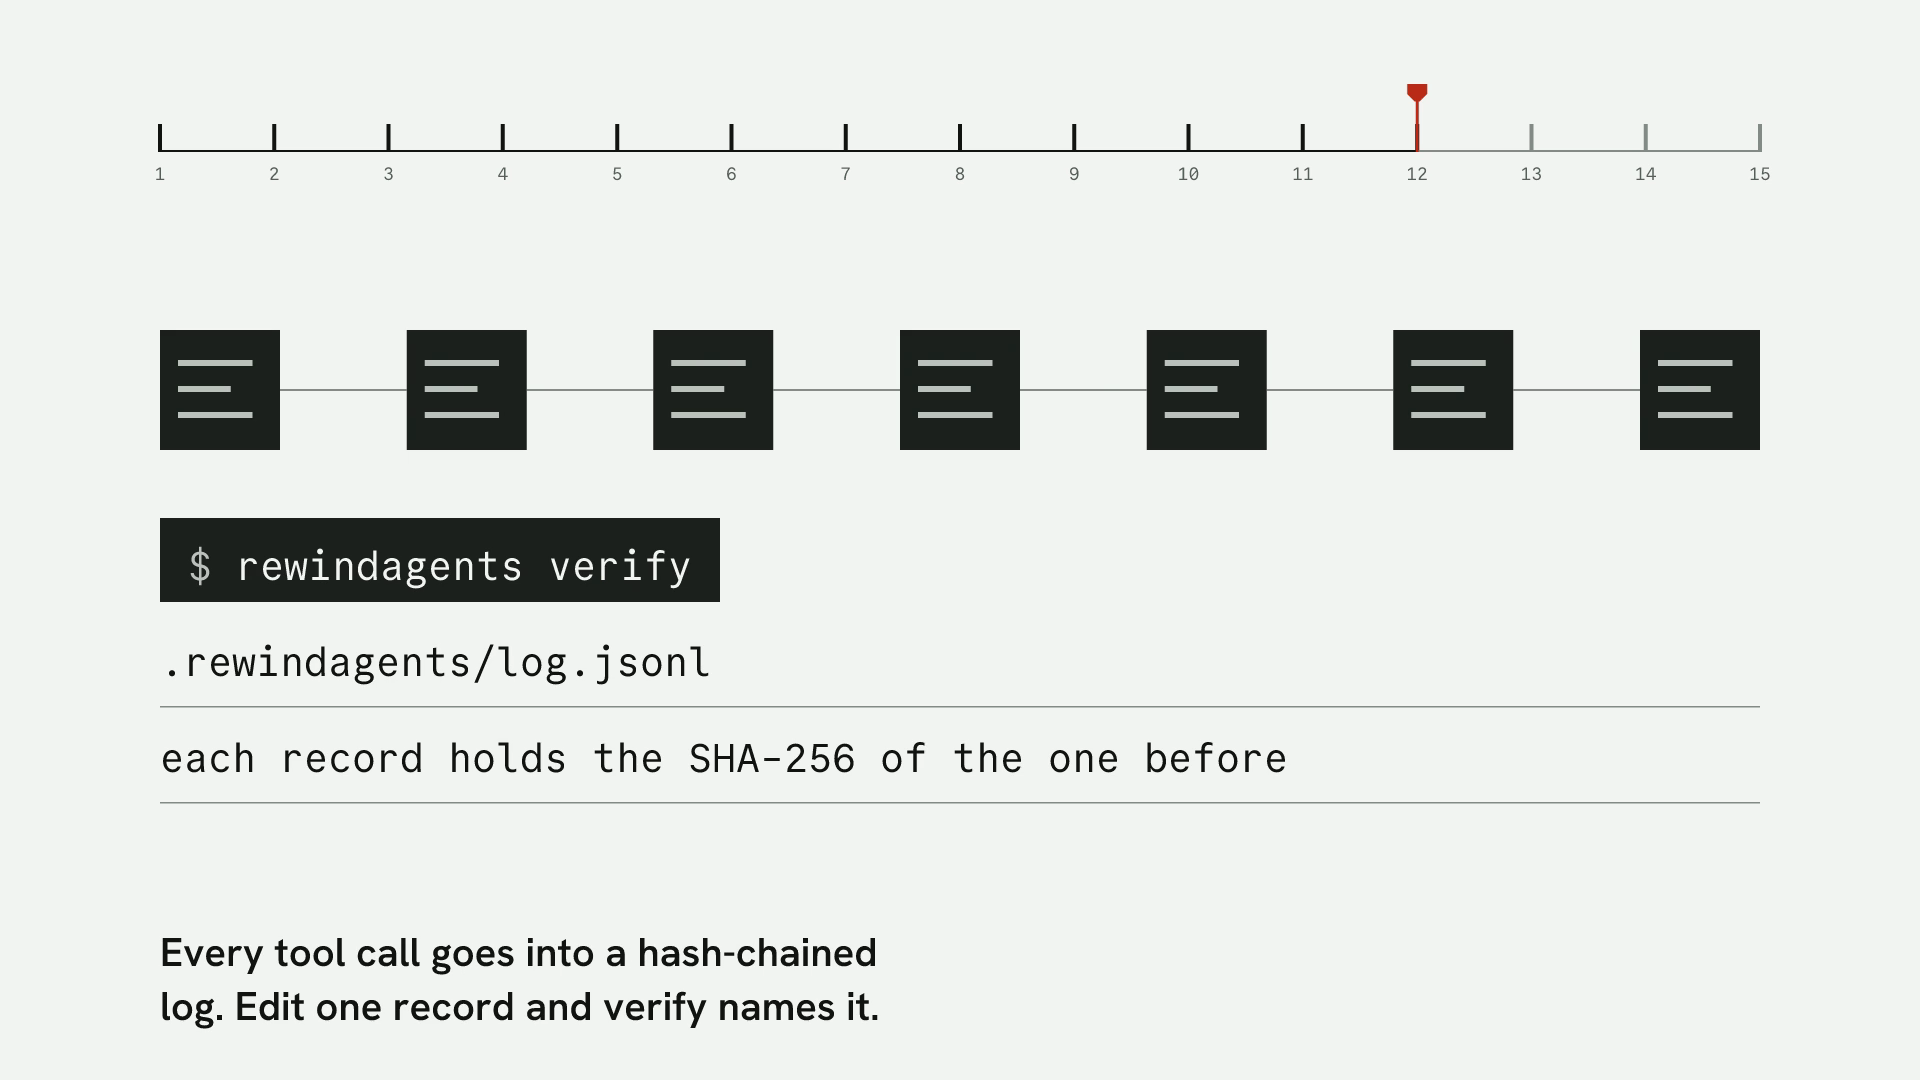 1 2 3 4 5 6 7 8 9 10 11 12 13 14 15
$ rewindagents verify
.rewindagents/log.jsonl
each record holds the SHA-256 of the one before
Every tool call goes into a hash-chained
log. Edit one record and verify names it.